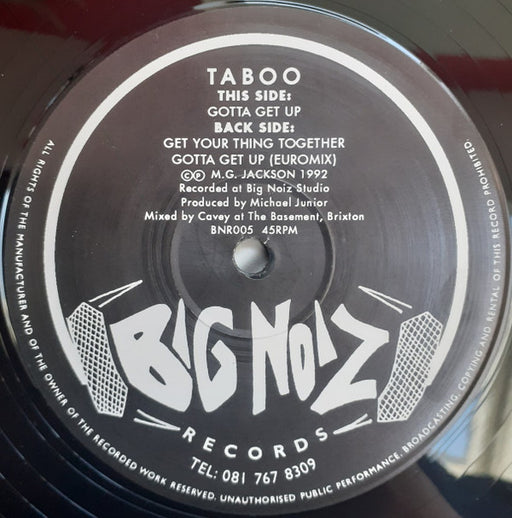 TABOO
THIS SIDE:
GOTTA GET UP
BACK SIDE:
GET YOUR THING TOGETHER
GOTTA GET UP (EUROMIX)
©℗ M.G. JACKSON 1992
Recorded at Big Noiz Studio
Produced by Michael Junior
Mixed by Cavey at The Basement, Brixton
BNR005 45RPM
BIG NOIZ
RECORDS
TEL: 081 767 8309
ALL RIGHTS OF THE MANUFACTURER AND OF THE OWNER OF THE RECORDED WORK RESERVED. UNAUTHORISED PUBLIC PERFORMANCE, BROADCASTING, COPYING AND RENTAL OF THIS RECORD PROHIBITED.